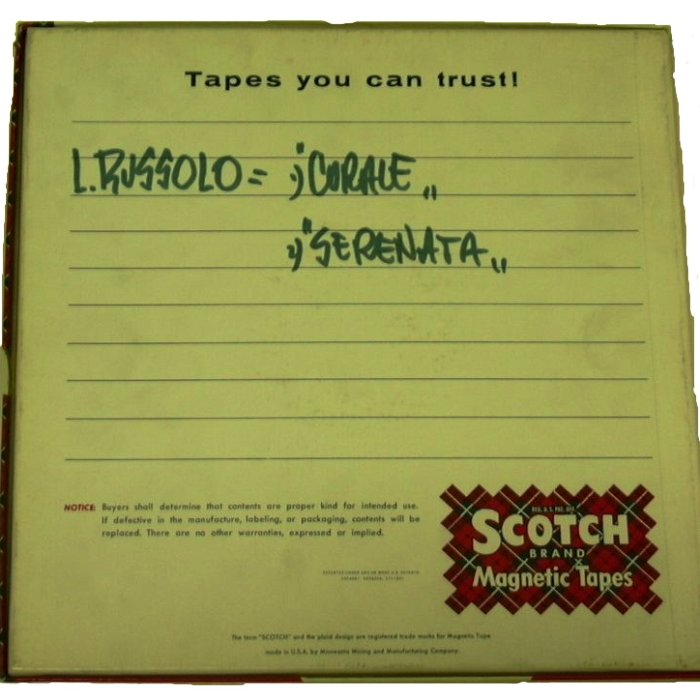 Tapes you can trust!
L. RUSSOLO = ;) "CORALE"
;) "SERENATA"
NOTICE: Buyers shall determine that contents are proper kind for intended use.
If defective in the manufacture, labeling, or packaging, contents will be
replaced. There are no other warranties, expressed or implied.
REG. U.S. PAT. OFF.
SCOTCH
BRAND
Magnetic Tapes
The term "SCOTCH" and the plaid design are registered trade marks for Magnetic Tape
made in U.S.A. by Minnesota Mining and Manufacturing Company.